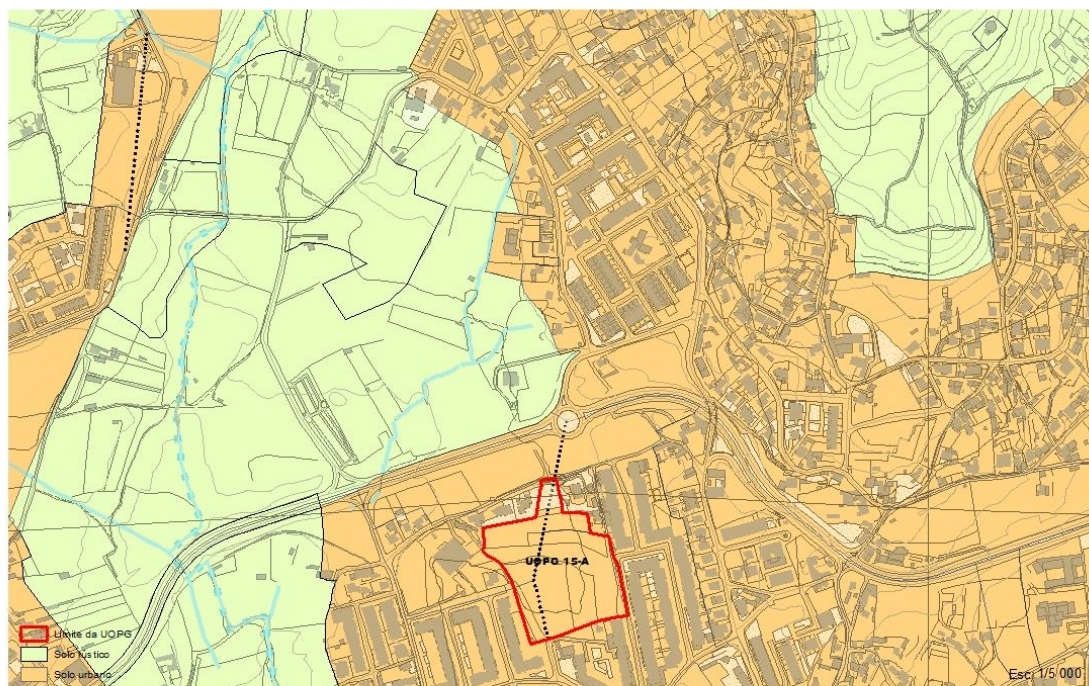 UOPG 15-A
Limite da UOPG
Solo rústico
Solo urbano
Esc: 1/5 000